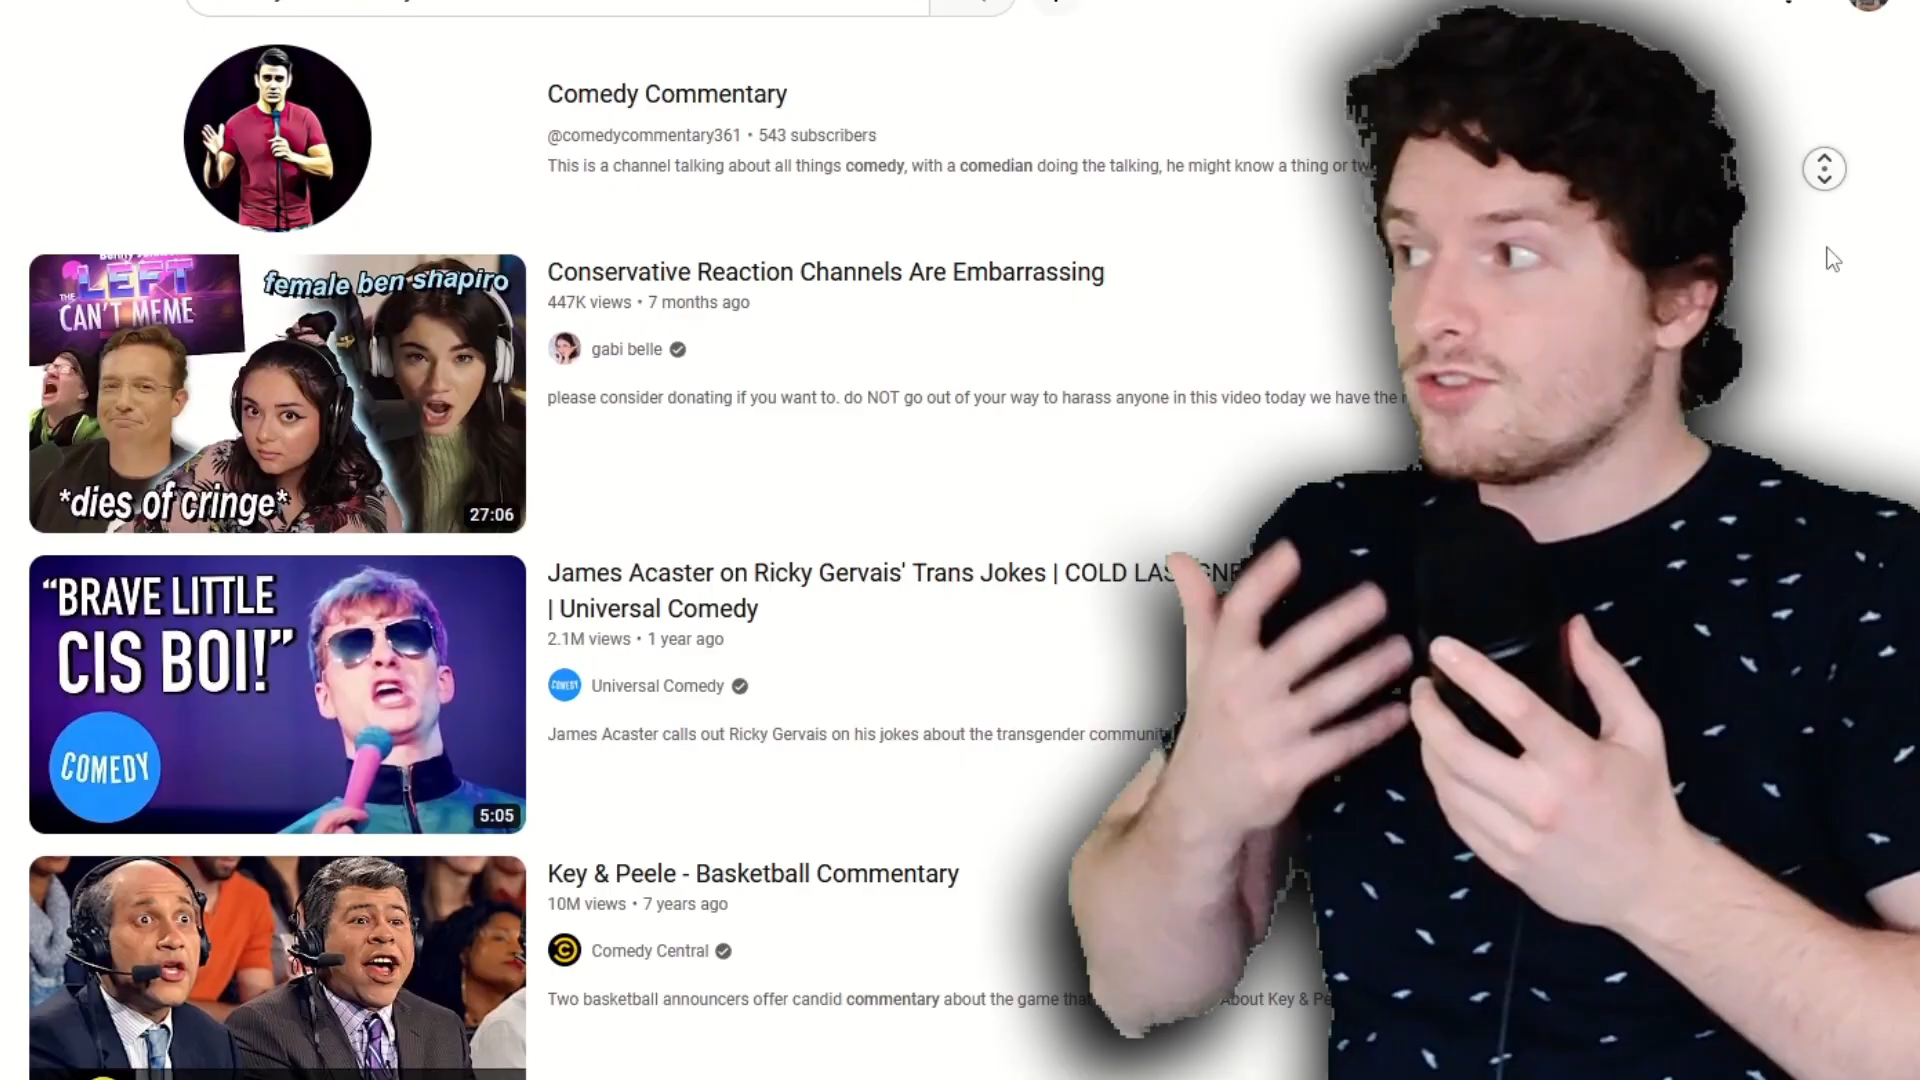 Comedy Commentary
@comedycommentary361 • 543 subscribers
This is a channel talking about all things comedy, with a comedian doing the talking, he might know a thing or
LEFT
THE
CAN'T MEME
female ben shapiro
*dies of cringe*
27:06
Conservative Reaction Channels Are Embarrassing
447K views • 7 months ago
gabi belle
please consider donating if you want to. do NOT go out of your way to harass anyone in this video today we have the
"BRAVE LITTLE
CIS BOI!"
COMEDY
5:05
James Acaster on Ricky Gervais' Trans Jokes | COLD
| Universal Comedy
2.1M views • 1 year ago
COMEDY
Universal Comedy
James Acaster calls out Ricky Gervais on his jokes about the transgender
Key & Peele - Basketball Commentary
10M views • 7 years ago
Comedy Central
Two basketball announcers offer candid commentary about the game
About Key &